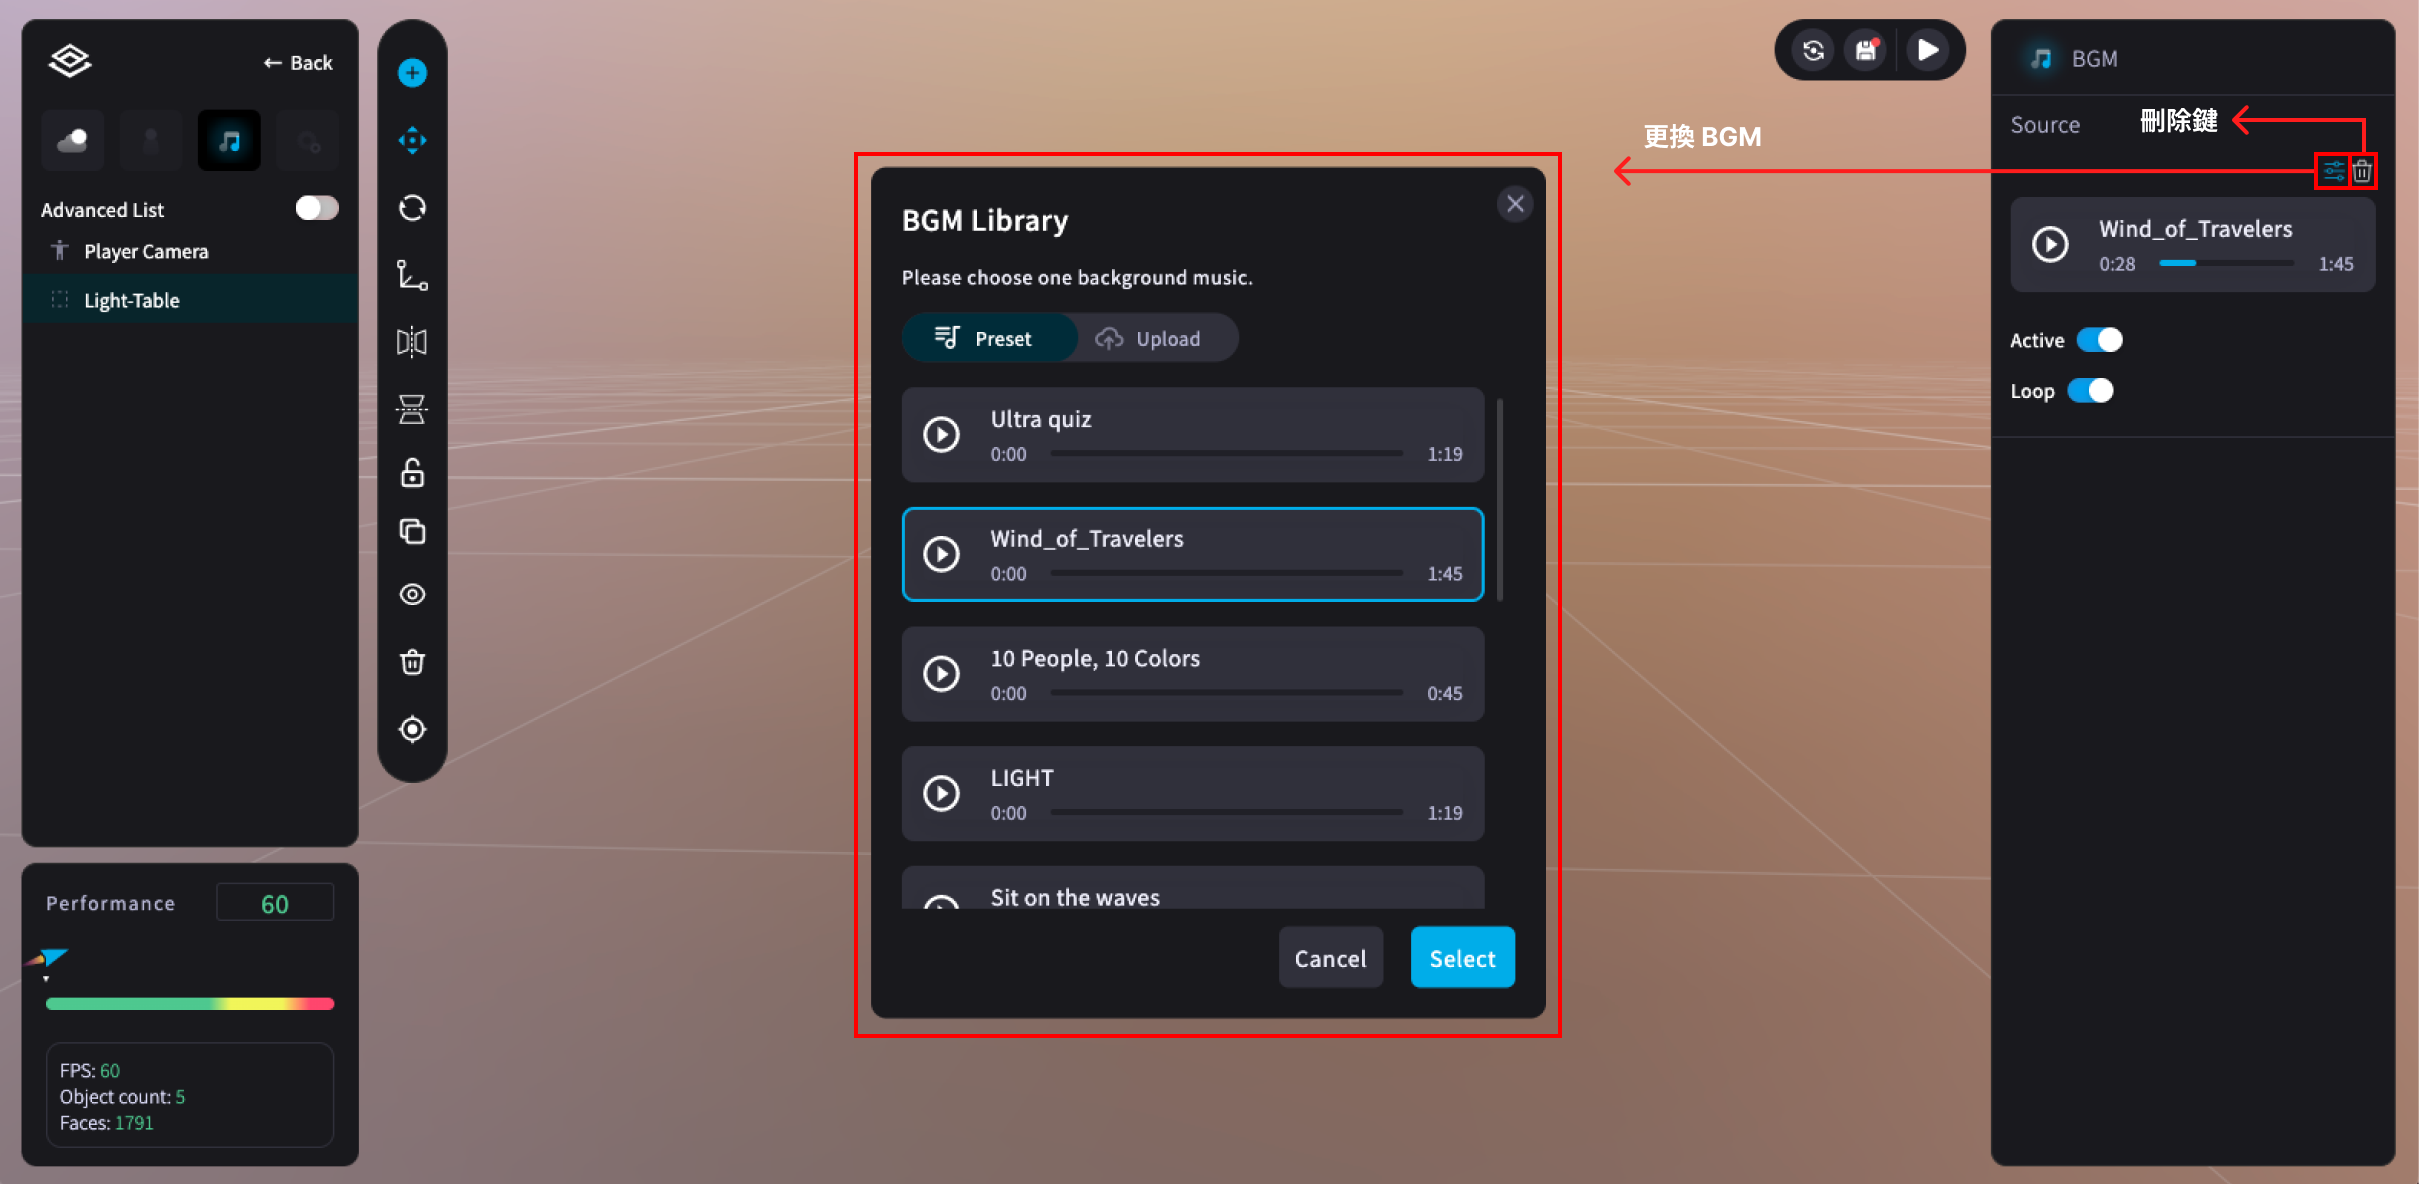 ← Back
Advanced List
Player Camera
Light-Table
Performance
60
FPS: 60
Object count: 5
Faces: 1791
BGM Library
Please choose one background music.
Preset
Upload
Ultra quiz
0:00
1:19
Wind_of_Travelers
0:00
1:45
10 People, 10 Colors
0:00
0:45
LIGHT
0:00
1:19
Sit on the waves
Cancel
Select
更換 BGM
BGM
Source
刪除鍵
Wind_of_Travelers
0:28
1:45
Active
Loop